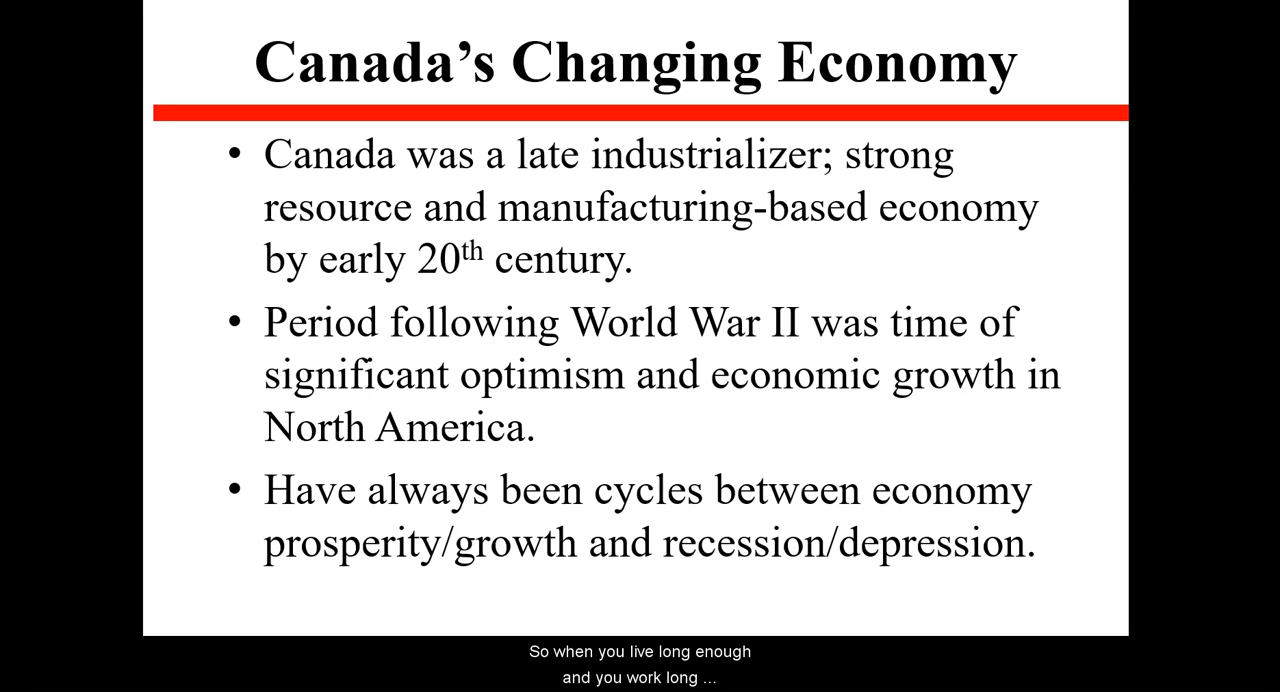 Canada’s Changing Economy
• Canada was a late industrializer; strong
resource and manufacturing-based economy
by early 20th century.
• Period following World War II was time of
significant optimism and economic growth in
North America.
• Have always been cycles between economy
prosperity/growth and recession/depression.
So when you live long enough
and you work long ...